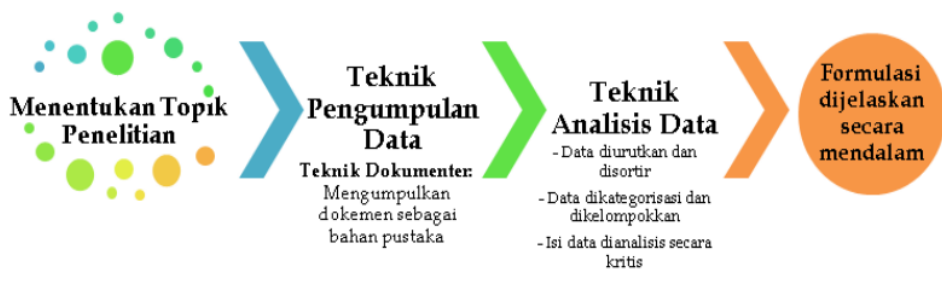 Menentukan Topik
Penelitian
Teknik
Pengumpulan
Data
Teknik Dokumenter:
Mengumpulkan
dokemen sebagai
bahan pustaka
Teknik
Analisis Data
- Data diurutkan dan
disortir
- Data dikategorisasi dan
dikelompokkan
- Isi data dianalisis secara
kritis
Formulasi
dijelaskan
secara
mendalam